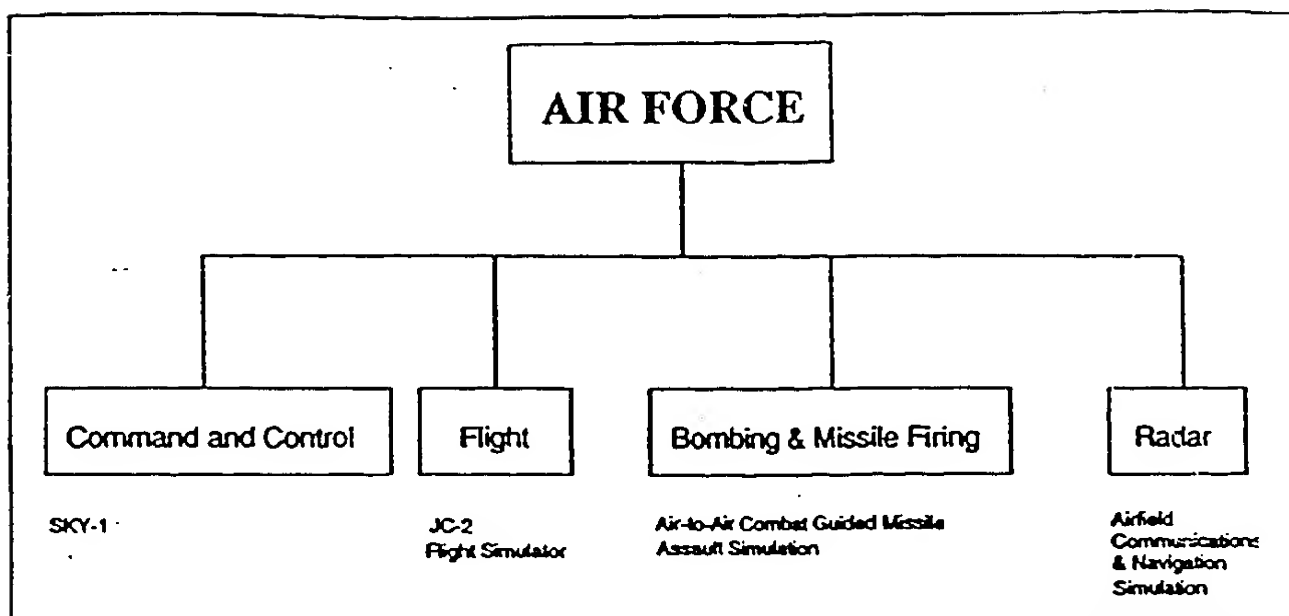 AIR FORCE
Command and Control
Flight
Bombing & Missile Firing
Radar
SKY-1
JC-2
Flight Simulator
Air-to-Air Combat Guided Missile
Assault Simulation
Airfield
Communications
& Navigation
Simulation